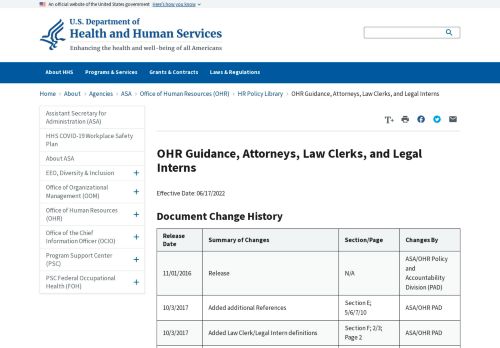 An official website of the United States government Here's how you know
U.S. Department of
Health and Human Services
Enhancing the health and well-being of all Americans
About HHS Programs & Services Grants & Contracts Laws & Regulations
Home > About > Agencies > ASA > Office of Human Resources (OHR) > HR Policy Library > OHR Guidance, Attorneys, Law Clerks, and Legal Interns
Assistant Secretary for
Administration (ASA)
HHS COVID-19 Workplace Safety
Plan
About ASA
EEO, Diversity & Inclusion +
Office of Organizational
Management (OOM) +
Office of Human Resources
(OHR) +
Office of the Chief
Information Officer (OCIO) +
Program Support Center
(PSC) +
PSC Federal Occupational
Health (FOH) +
T+
OHR Guidance, Attorneys, Law Clerks, and Legal
Interns
Effective Date: 06/17/2022
Document Change History
Release
Date Summary of Changes Section/Page Changes By
11/01/2016 Release N/A ASA/OHR Policy
and
Accountability
Division (PAD)
10/3/2017 Added additional References Section E;
5/6/7/10 ASA/OHR PAD
10/3/2017 Added Law Clerk/Legal Intern definitions Section F; 2/3;
Page 2 ASA/OHR PAD